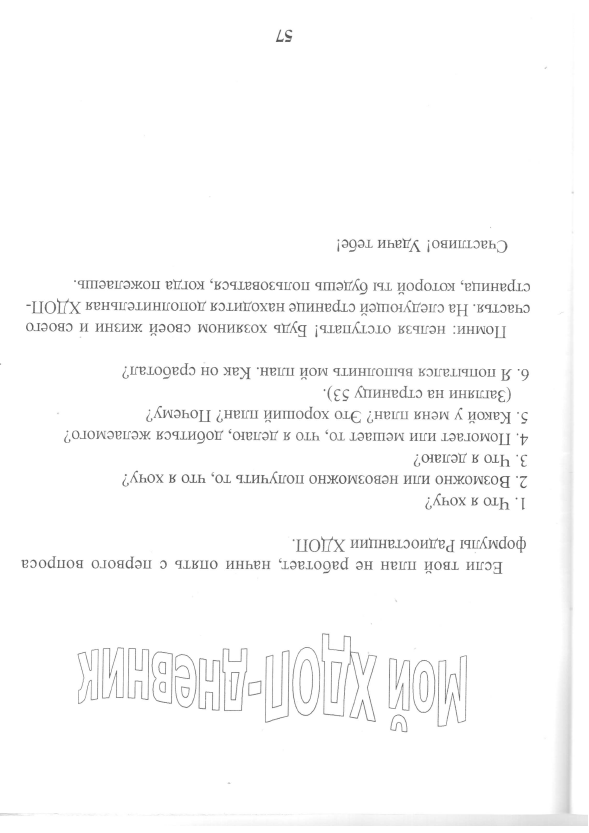 Мой ХДОП-дневник
Если твой план не работает, начни опять с первого вопроса
формулы Радиостанции ХДОП.
1. Что я хочу?
2. Возможно или невозможно получить то, что я хочу?
3. Что я делаю?
4. Помогает или мешает то, что я делаю, добиться желаемого?
5. Какой у меня план? Это хороший план? Почему?
(Загляни на страницу 53).
6. Я попытался выполнить мой план. Как он сработал?
Помни: нельзя отступать! Будь хозяином своей жизни и своего
счастья. На следующей странице находится дополнительная ХДОП-
страница, которой ты будешь пользоваться, когда пожелаешь.
Счастливо! Удачи тебе!
57